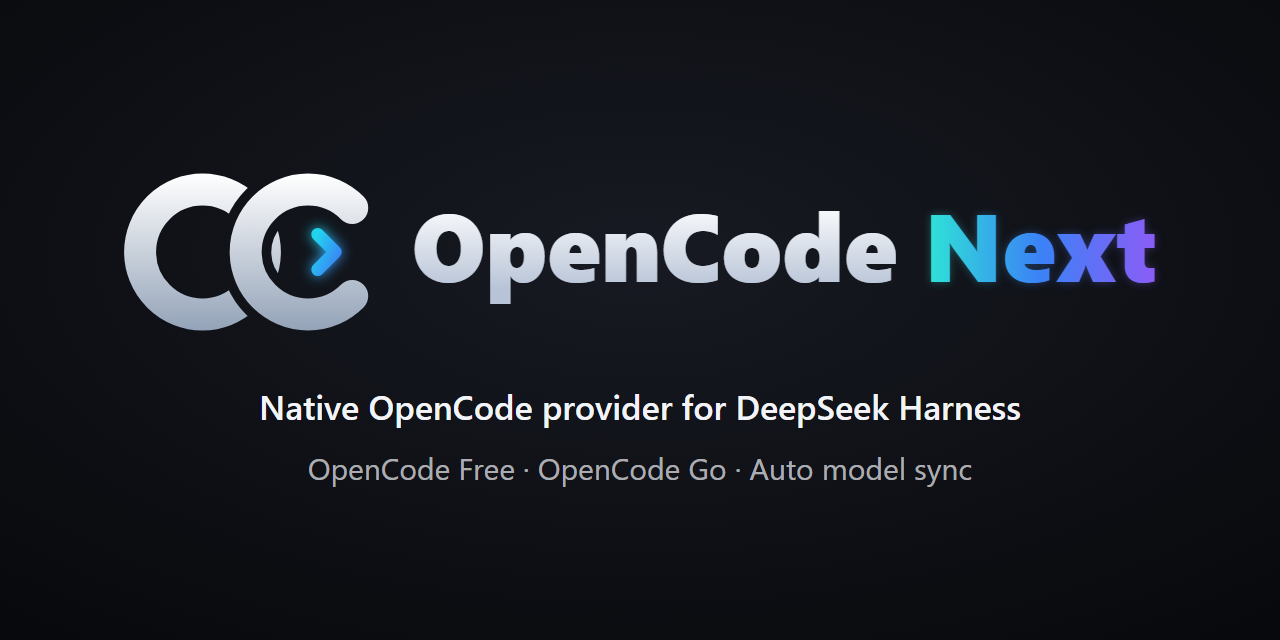 OpenCode Next
Native OpenCode provider for DeepSeek Harness
OpenCode Free · OpenCode Go · Auto model sync